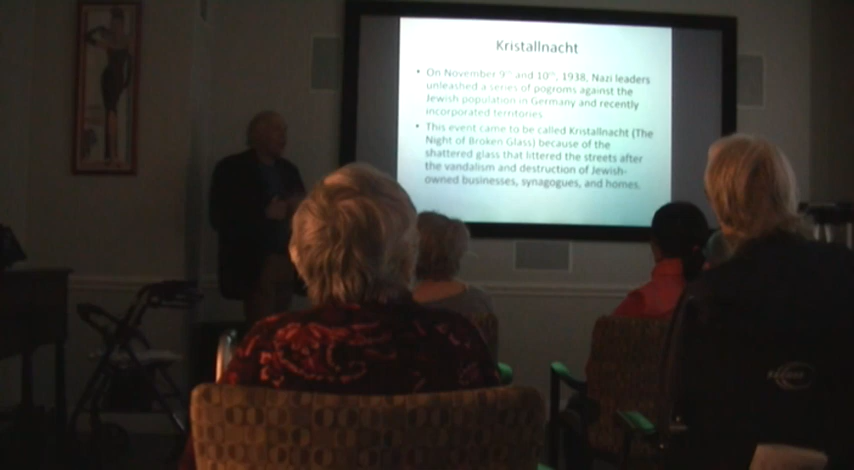 Kristallnacht
• On November 9th and 10th, 1938, Nazi leaders
unleashed a series of pogroms against the
Jewish population in Germany and recently
incorporated territories
• This event came to be called Kristallnacht (The
Night of Broken Glass) because of the
shattered glass that littered the streets after
the vandalism and destruction of Jewish-
owned businesses, synagogues, and homes.